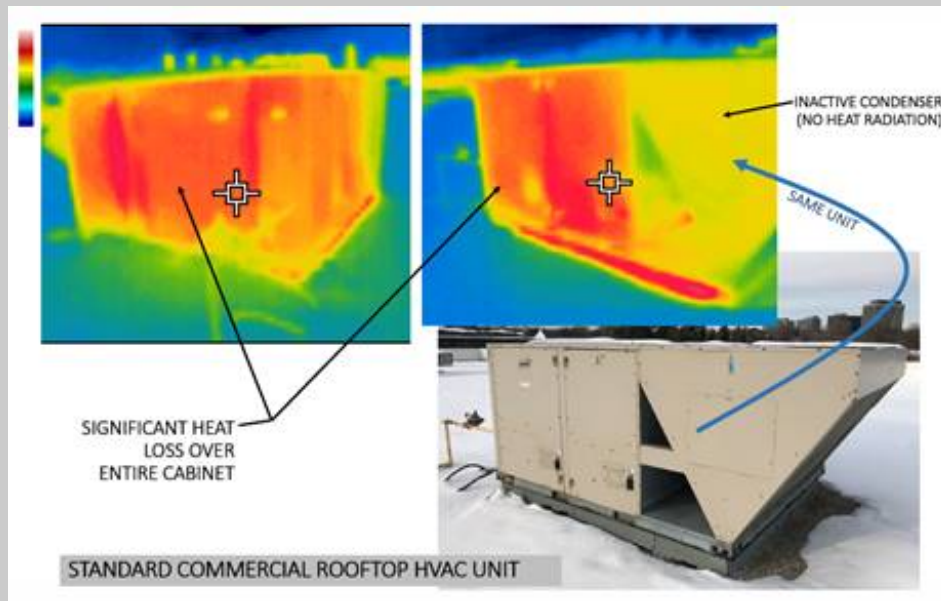 INACTIVE CONDENSER
(NO HEAT RADIATION)
SAME UNIT
SIGNIFICANT HEAT
LOSS OVER
ENTIRE CABINET
STANDARD COMMERCIAL ROOFTOP HVAC UNIT